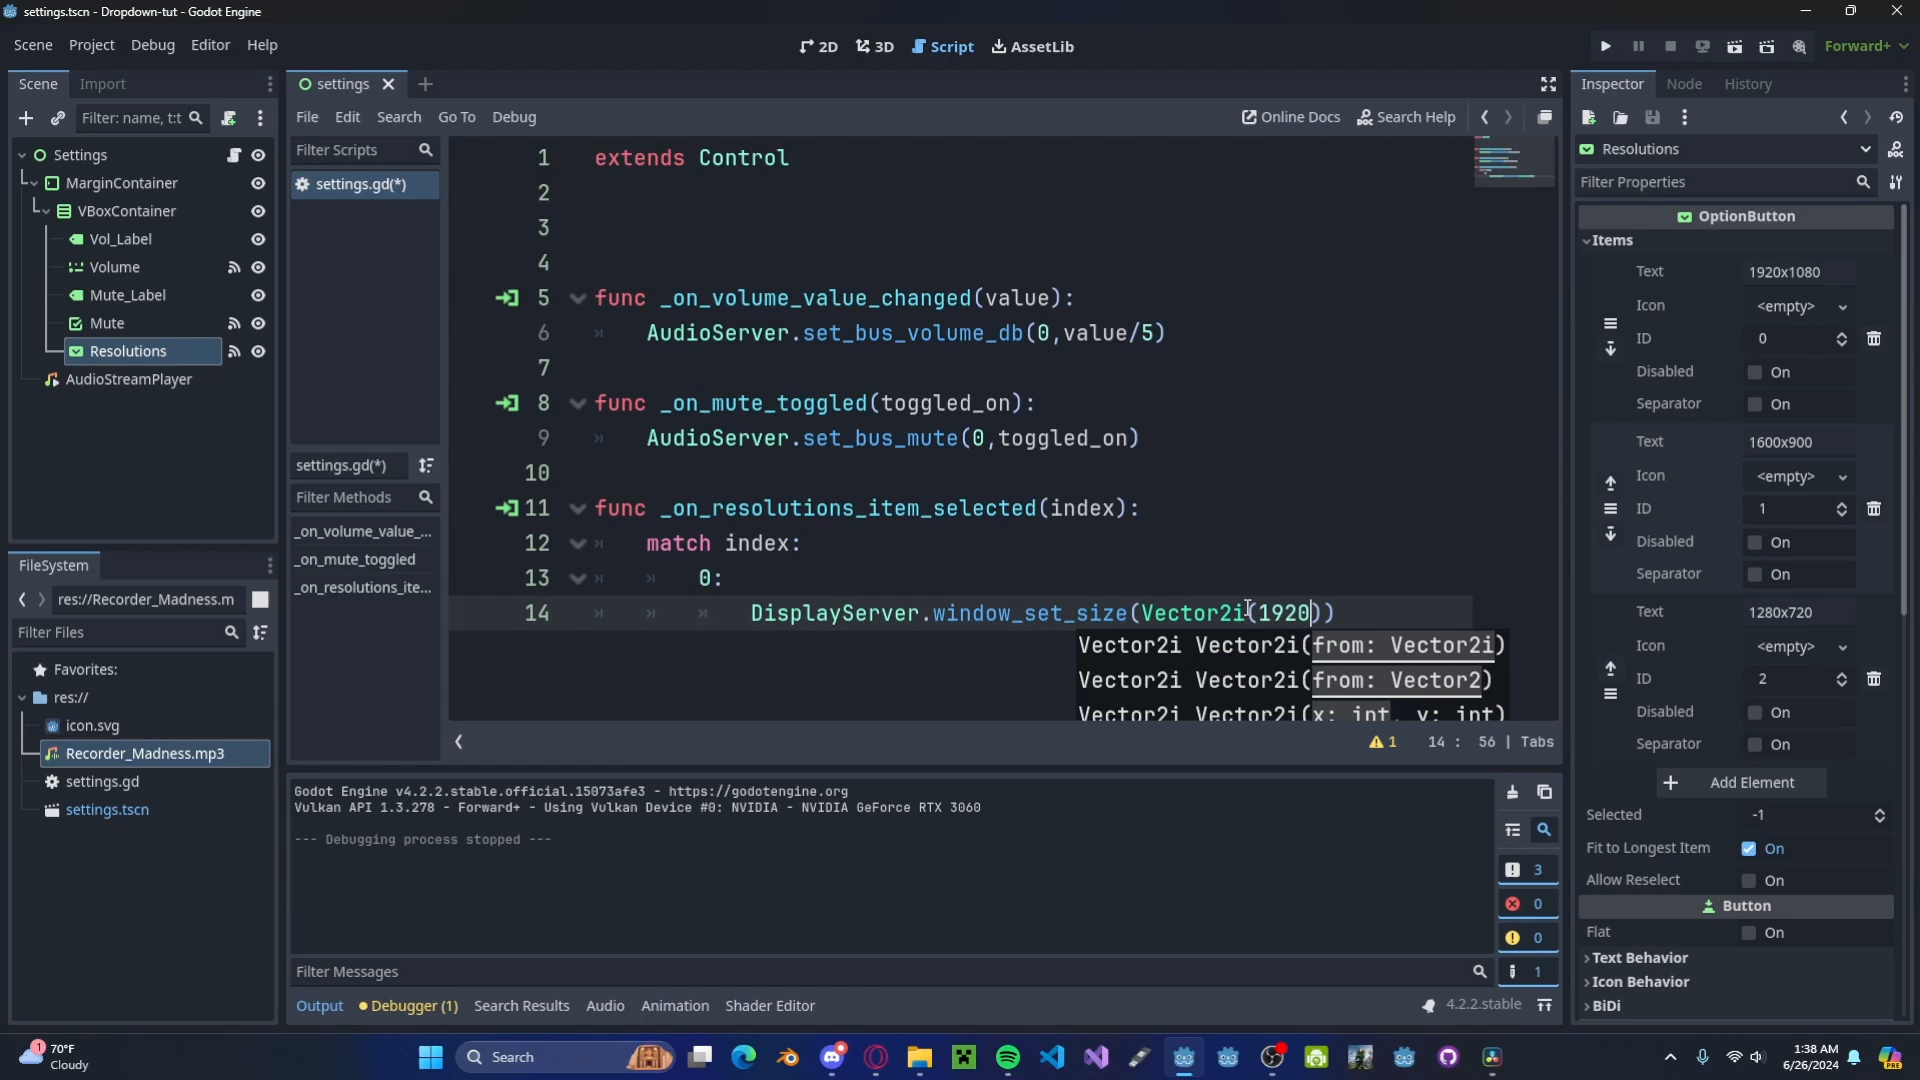 settings.tscn - Dropdown-tut - Godot Engine
Scene Project Debug Editor Help
2D 3D Script AssetLib
Forward+
Scene Import
Filter: name, t:t
Settings
MarginContainer
VBoxContainer
Vol_Label
Volume
Mute_Label
Mute
Resolutions
AudioStreamPlayer
FileSystem
res://Recorder_Madness.m
Filter Files
Favorites:
res://
icon.svg
Recorder_Madness.mp3
settings.gd
settings.tscn
settings
File Edit Search Go To Debug
Online Docs Search Help
Filter Scripts
settings.gd(*)
settings.gd(*)
Filter Methods
_on_volume_value_...
_on_mute_toggled
_on_resolutions_ite...
1 extends Control
2
3
4
5 func _on_volume_value_changed(value):
6 AudioServer.set_bus_volume_db(0,value/5)
7
8 func _on_mute_toggled(toggled_on):
9 AudioServer.set_bus_mute(0,toggled_on)
10
11 func _on_resolutions_item_selected(index):
12 match index:
13 0:
14 DisplayServer.window_set_size(Vector2i(1920))
Vector2i Vector2i(from: Vector2i)
Vector2i Vector2i(from: Vector2)
Vector2i Vector2i(x: int, y: int)
1 14 : 56 | Tabs
Godot Engine v4.2.2.stable.official.15073afe3 - https://godotengine.org
Vulkan API 1.3.278 - Forward+ - Using Vulkan Device #0: NVIDIA - NVIDIA GeForce RTX 3060
--- Debugging process stopped ---
3
0
0
1
Filter Messages
Output Debugger (1) Search Results Audio Animation Shader Editor
4.2.2.stable
Inspector Node History
Resolutions
Filter Properties
OptionButton
Items
Text 1920x1080
Icon <empty>
ID 0
Disabled On
Separator On
Text 1600x900
Icon <empty>
ID 1
Disabled On
Separator On
Text 1280x720
Icon <empty>
ID 2
Disabled On
Separator On
Add Element
Selected -1
Fit to Longest Item On
Allow Reselect On
Button
Flat On
Text Behavior
Icon Behavior
BiDi
1
70°F
Cloudy
Search
1:38 AM
6/26/2024
PRE